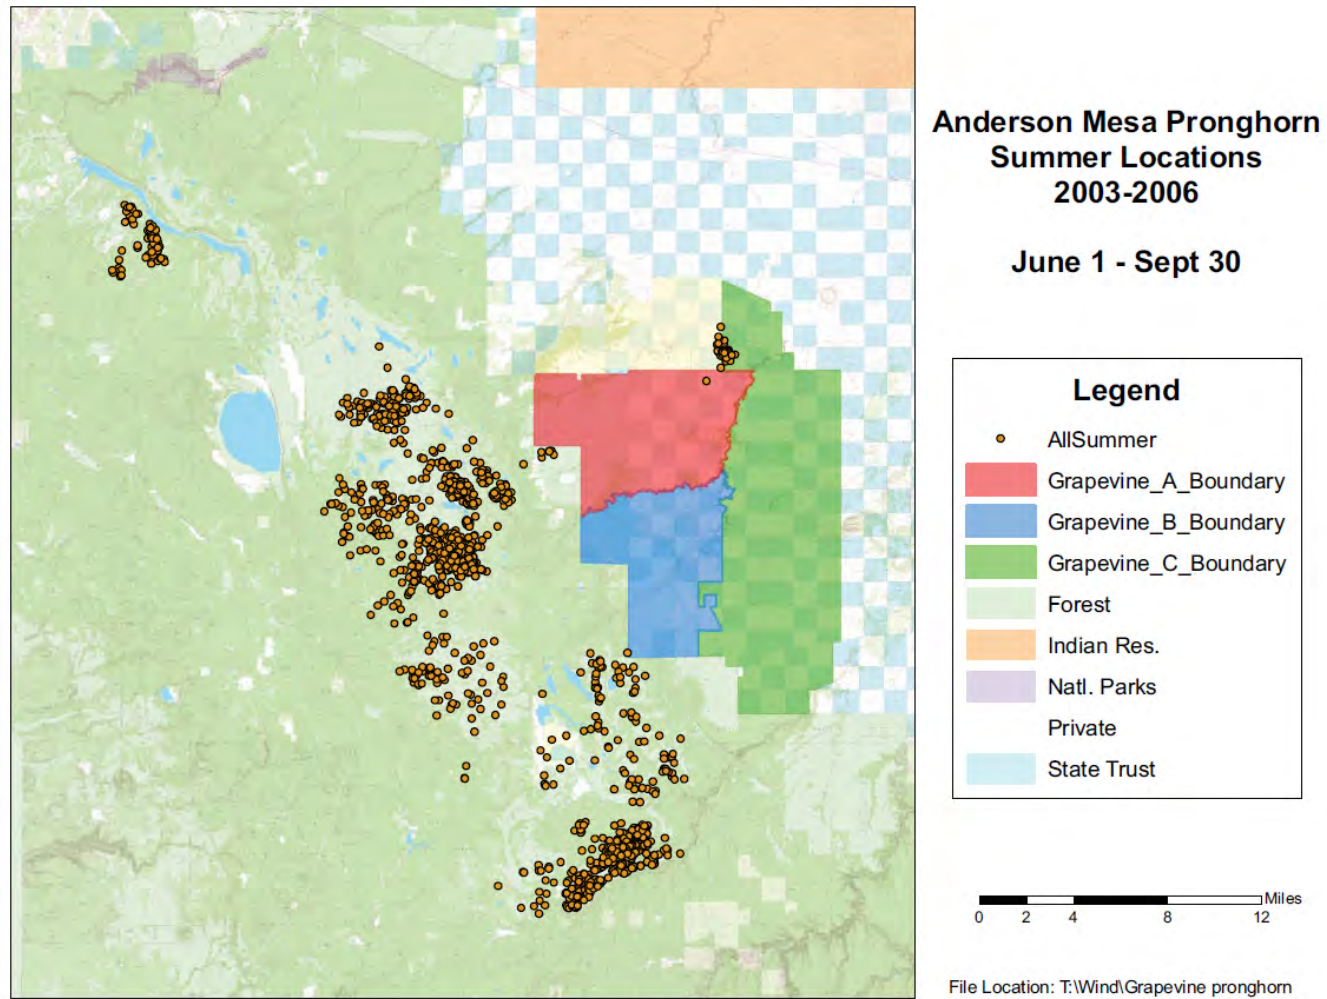 Anderson Mesa Pronghorn
Summer Locations
2003-2006
June 1 - Sept 30
Legend
AllSummer
Grapevine_A_Boundary
Grapevine_B_Boundary
Grapevine_C_Boundary
Forest
Indian Res.
Natl. Parks
Private
State Trust
Miles
0 2 4 8 12
File Location: T:\Wind\Grapevine pronghorn